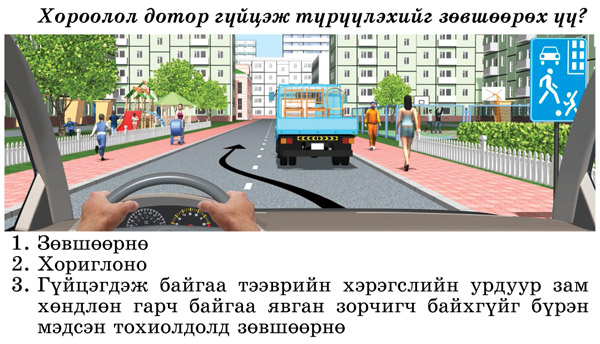 Хороолол дотор гүйцэж түрүүлэхийг зөвшөөрөх үү?
1. Зөвшөөрнө
2. Хориглоно
3. Гүйцэгдэж байгаа тээврийн хэрэгслийн урдуур зам
хөндлөн гарч байгаа явган зорчигч байхгүйг бүрэн
мэдсэн тохиолдолд зөвшөөрнө